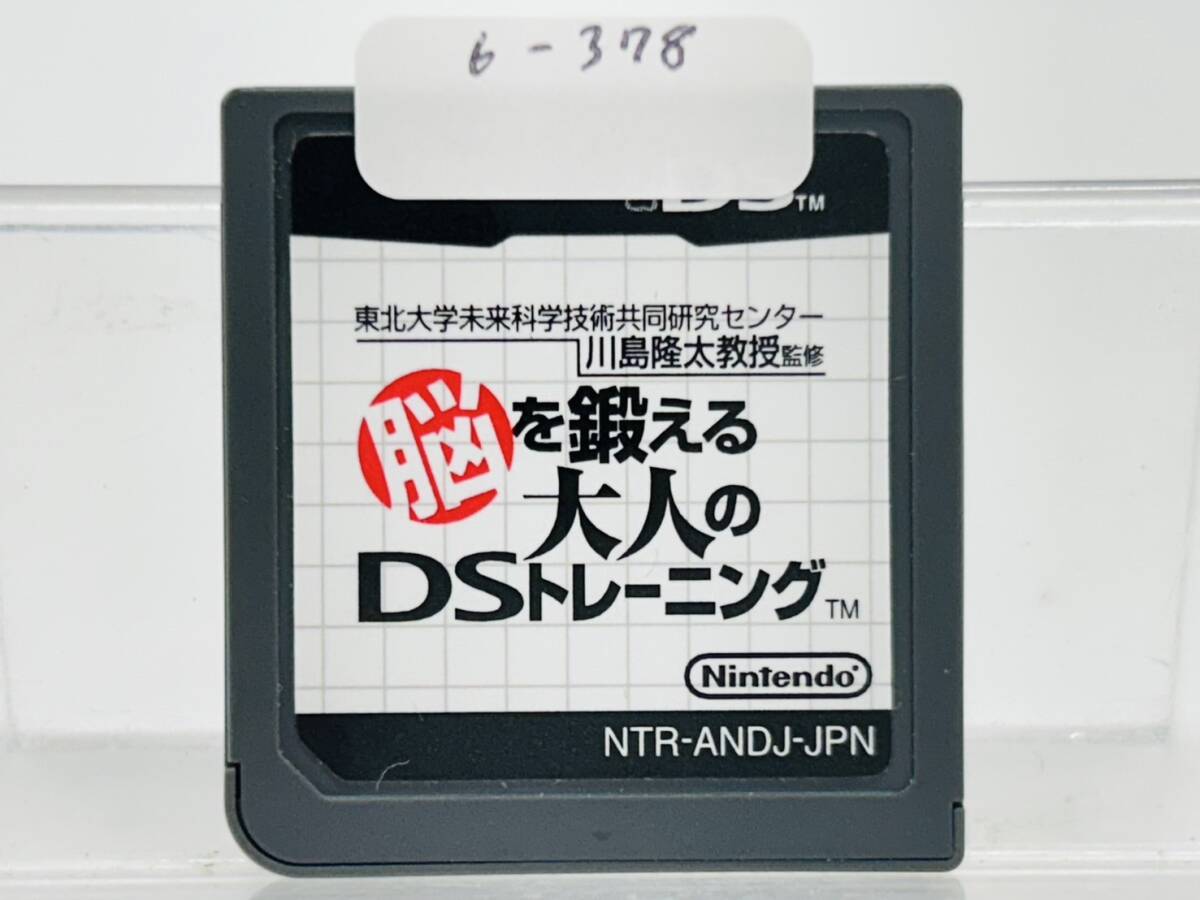 6-378
DS™
東北大学未来科学技術共同研究センター
川島隆太教授監修
脳を鍛える
大人の
DSトレーニング™
Nintendo
NTR-ANDJ-JPN